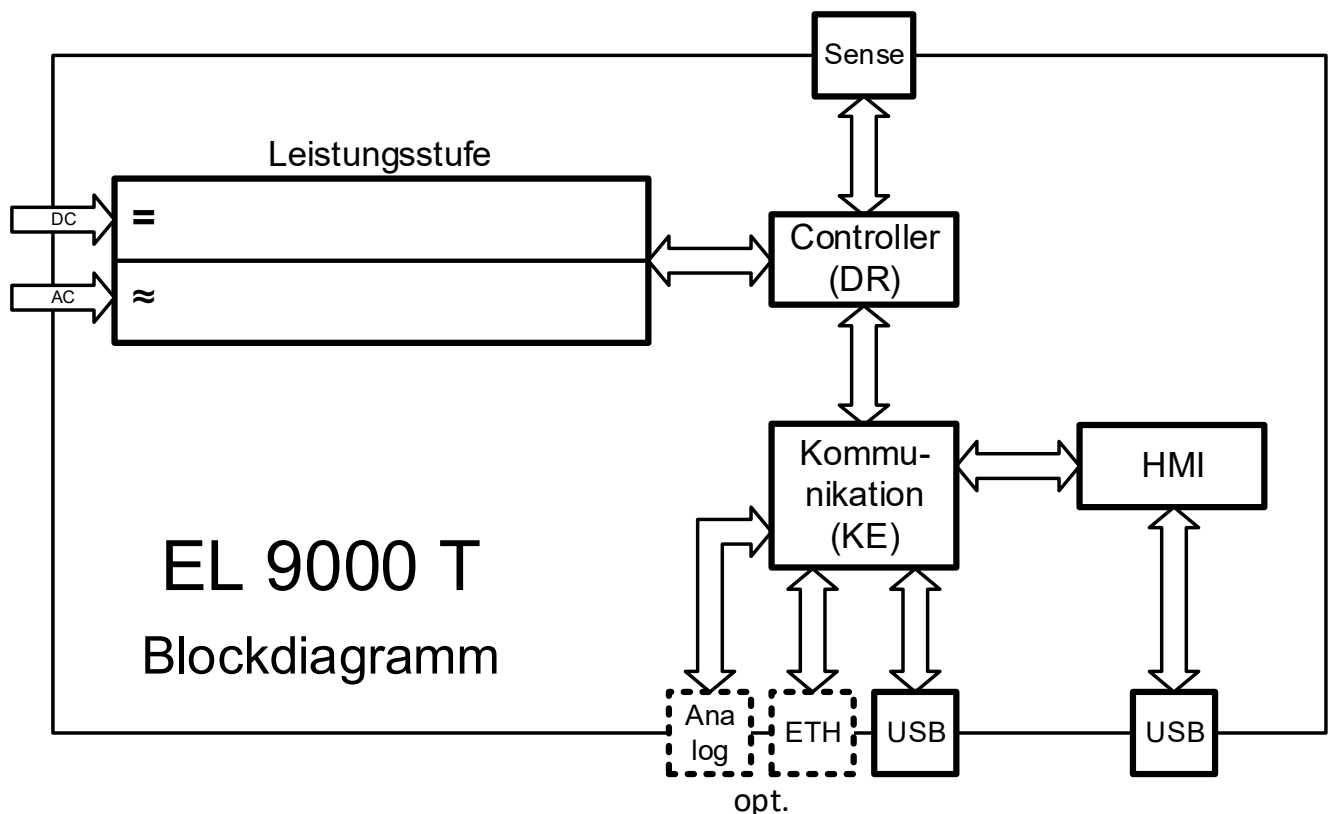 Sense
Leistungsstufe
DC
=
Controller
(DR)
AC
≈
Kommu-
nikation
(KE)
HMI
EL 9000 T
Blockdiagramm
Ana
log
ETH
USB
USB
opt.